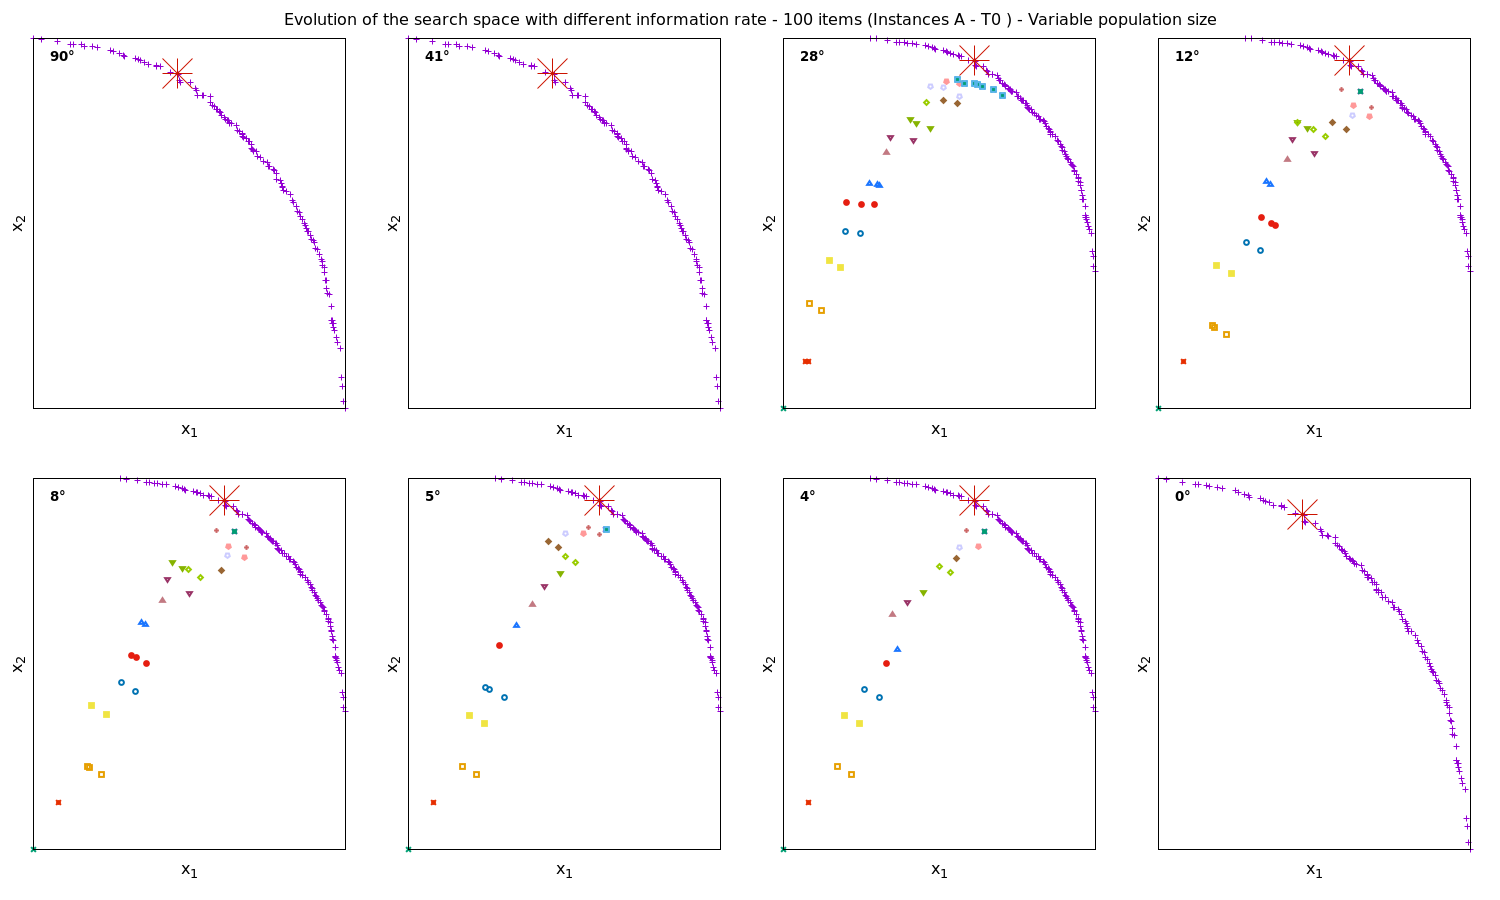 Evolution of the search space with different information rate - 100 items (Instances A - T0 ) - Variable population size
90°
41°
28°
12°
x2
x2
x2
x2
x1
x1
x1
x1
8°
5°
4°
0°
x2
x2
x2
x2
x1
x1
x1
x1